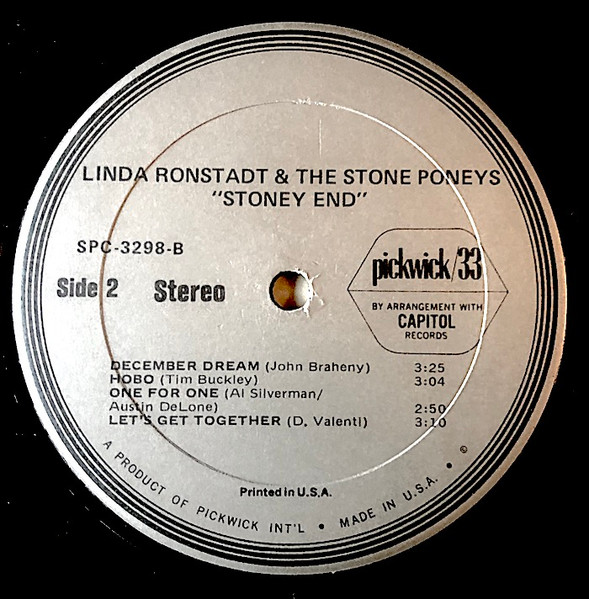 LINDA RONSTADT & THE STONE PONEYS
"STONEY END"
SPC-3298-B
Side 2 Stereo
pickwick/33
BY ARRANGEMENT WITH
CAPITOL
RECORDS
DECEMBER DREAM (John Braheny) 3:25
HOBO (Tim Buckley) 3:04
ONE FOR ONE (Al Silverman/
Austin DeLone) 2:50
LET'S GET TOGETHER (D. Valenti) 3:10
Printed in U.S.A.
A PRODUCT OF PICKWICK INT'L • MADE IN U.S.A. • ©